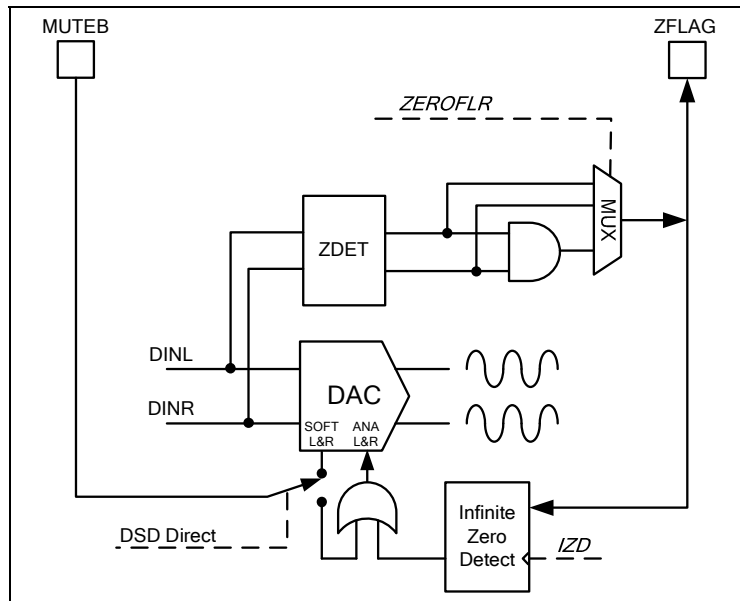 MUTEB
ZFLAG
ZEROFLR
ZDET
MUX
DINL
DINR
DAC
SOFT
L&R
ANA
L&R
DSD Direct
Infinite
Zero
Detect
IZD